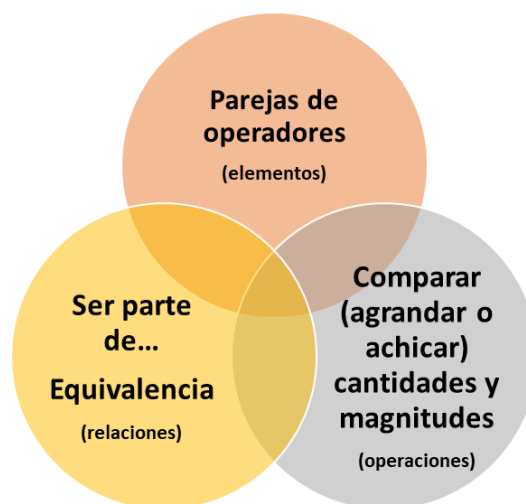 Parejas de
operadores
(elementos)
Ser parte
de...
Equivalencia
(relaciones)
Comparar
(agrandar o
achicar)
cantidades y
magnitudes
(operaciones)